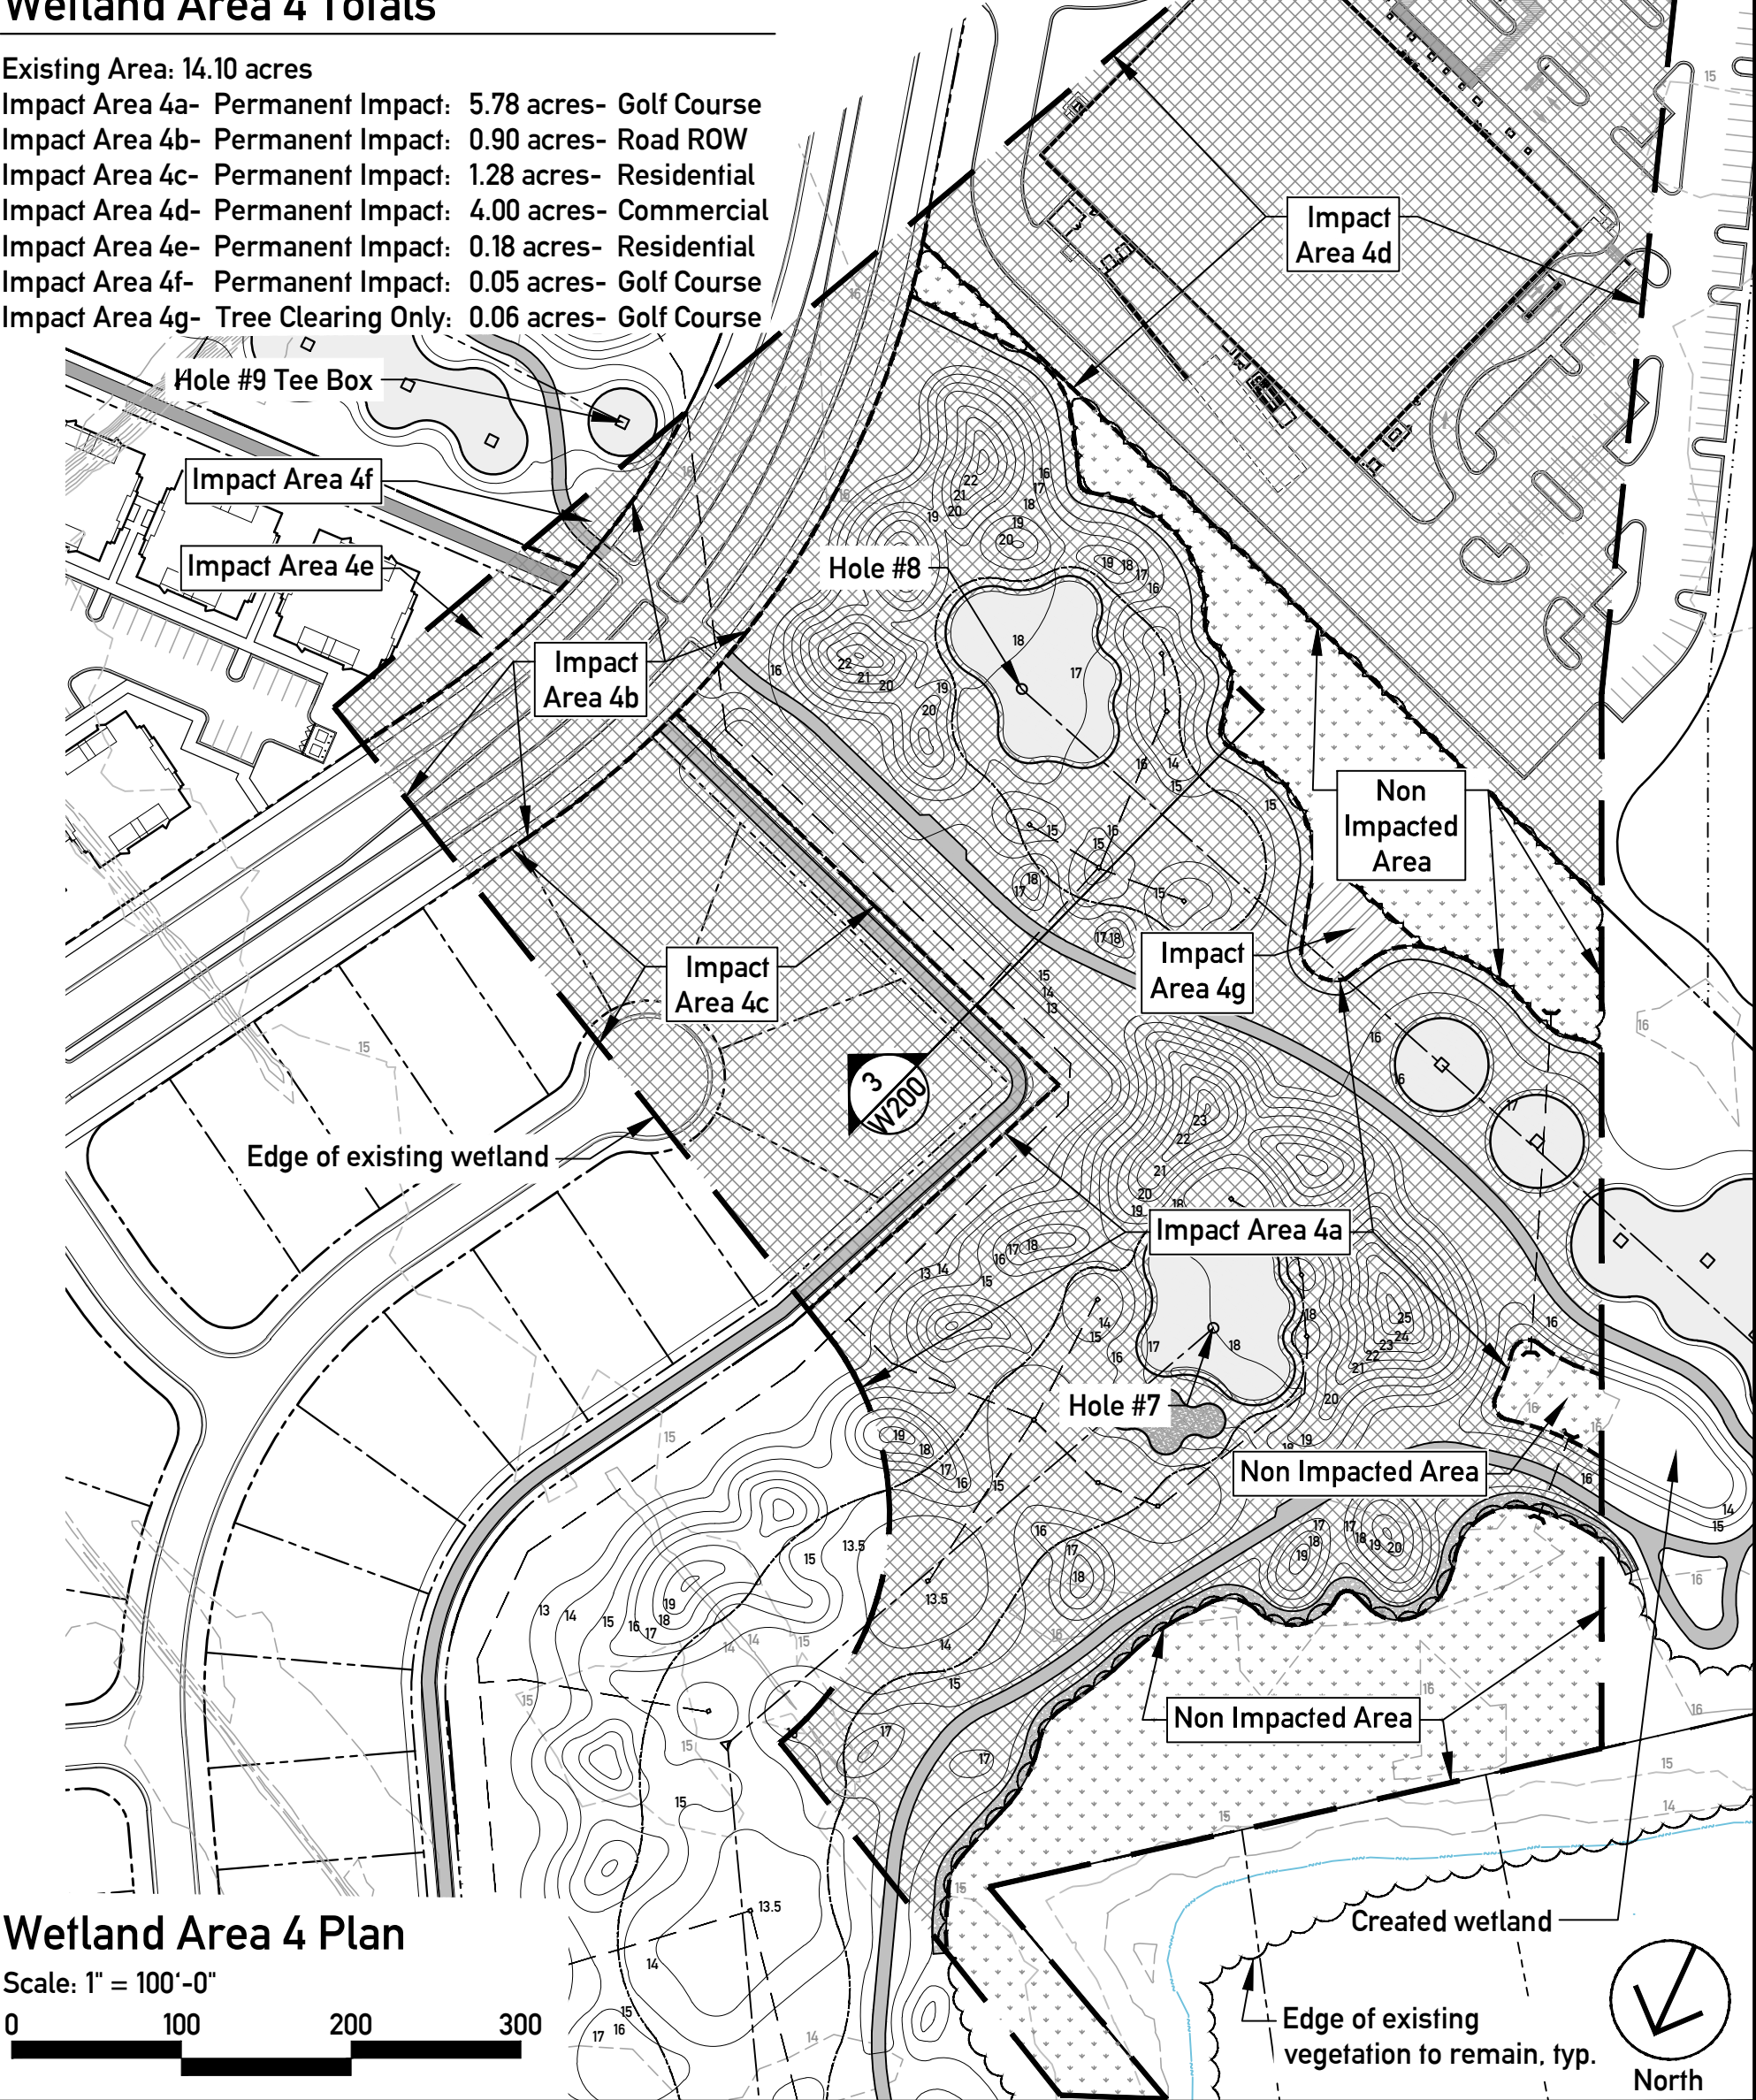 Wetland Area 4 Totals
Existing Area: 14.10 acres
Impact Area 4a- Permanent Impact: 5.78 acres- Golf Course
Impact Area 4b- Permanent Impact: 0.90 acres- Road ROW
Impact Area 4c- Permanent Impact: 1.28 acres- Residential
Impact Area 4d- Permanent Impact: 4.00 acres- Commercial
Impact Area 4e- Permanent Impact: 0.18 acres- Residential
Impact Area 4f- Permanent Impact: 0.05 acres- Golf Course
Impact Area 4g- Tree Clearing Only: 0.06 acres- Golf Course
Impact
Area 4d
Hole #9 Tee Box
Impact Area 4f
Impact Area 4e
Hole #8
Impact
Area 4b
Non
Impacted
Area
Impact
Area 4c
Impact
Area 4g
3
W200
Edge of existing wetland
Impact Area 4a
Hole #7
Non Impacted Area
Non Impacted Area
Created wetland
Edge of existing
vegetation to remain, typ.
North
Wetland Area 4 Plan
Scale: 1" = 100'-0"
0 100 200 300